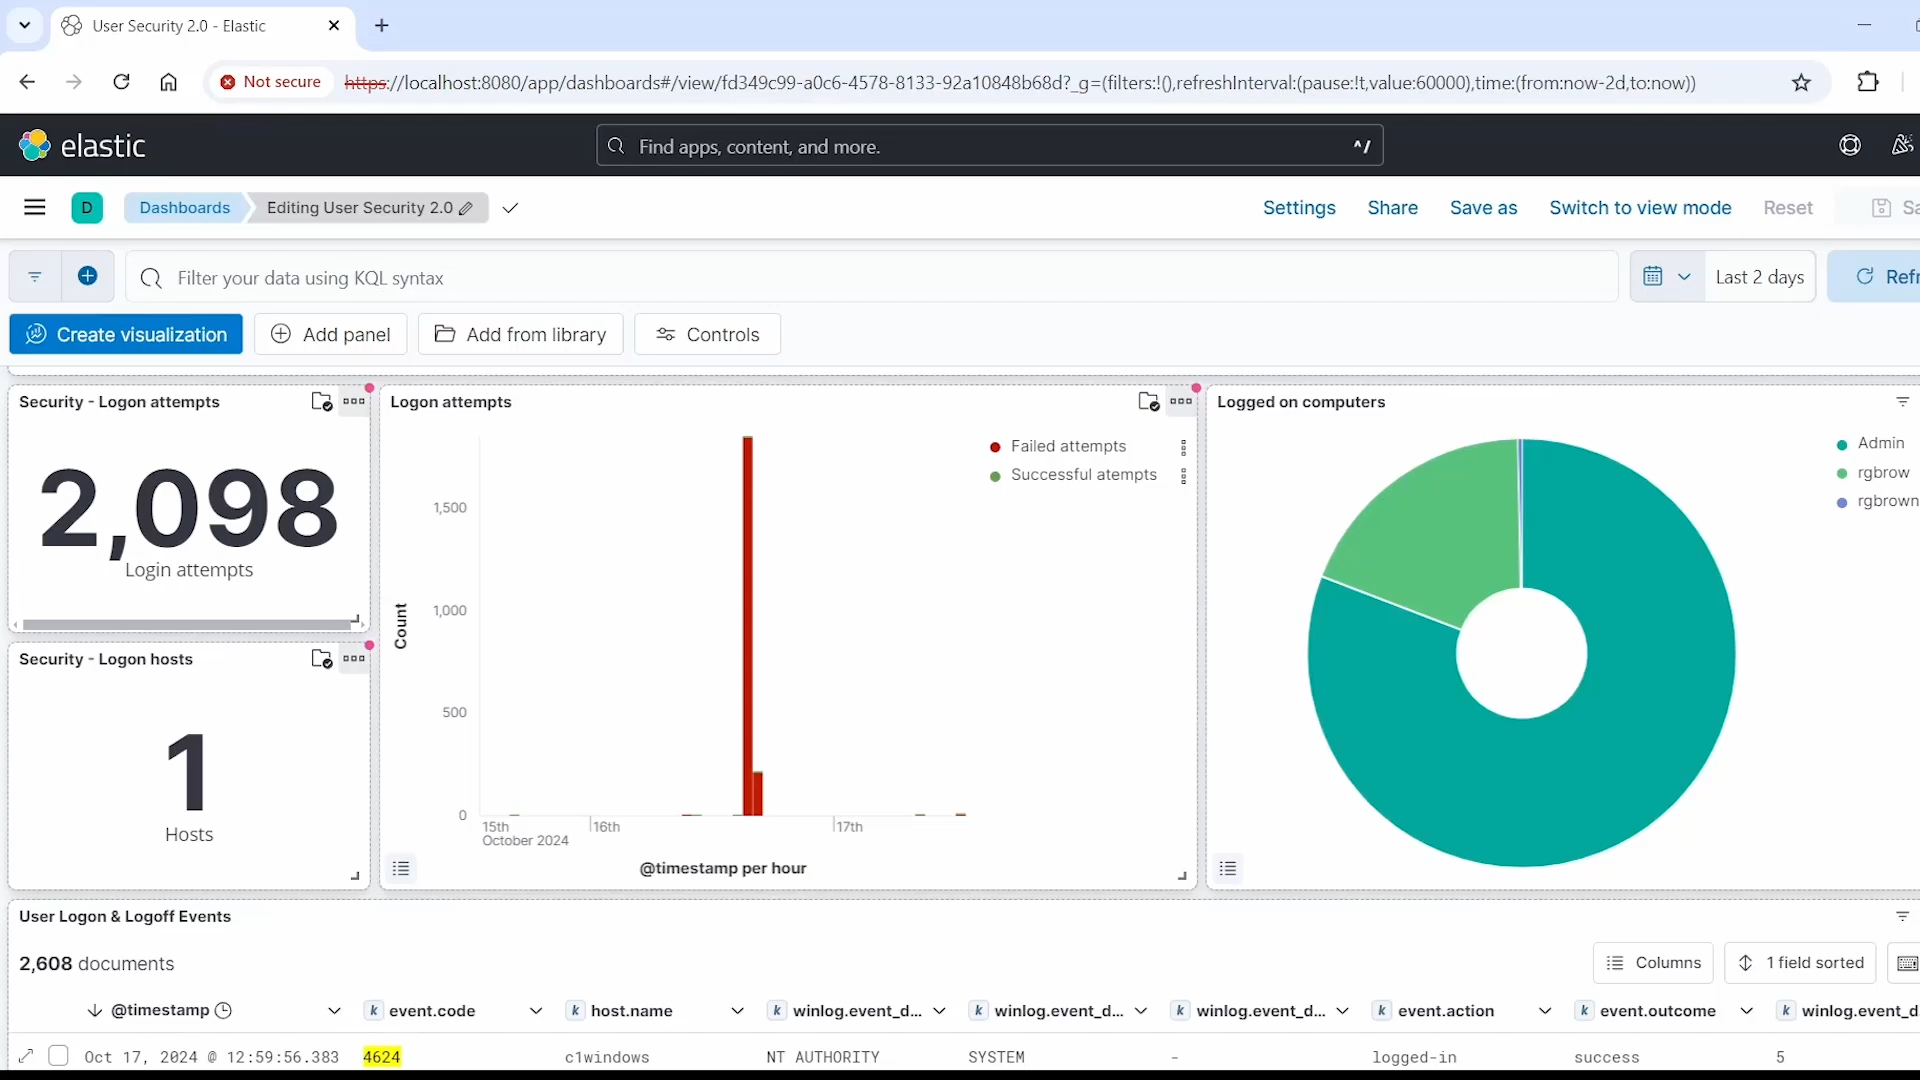 User Security 2.0 - Elastic
Not secure https://localhost:8080/app/dashboards#/view/fd349c99-a0c6-4578-8133-92a10848b68d?_g=(filters:!(),refreshInterval:(pause:!t,value:60000),time:(from:now-2d,to:now))
elastic Find apps, content, and more. ^/
D Dashboards Editing User Security 2.0 Settings Share Save as Switch to view mode Reset Sa
Filter your data using KQL syntax Last 2 days Refr
Create visualization Add panel Add from library Controls
Security - Logon attempts
2,098
Login attempts
Logon attempts
Failed attempts
Successful atempts
1,500
1,000
500
0
Count
15th 16th 17th
October 2024
@timestamp per hour
Logged on computers
Admin
rgbrow
rgbrown
Security - Logon hosts
1
Hosts
User Logon & Logoff Events
2,608 documents Columns 1 field sorted
@timestamp k event.code k host.name k winlog.event_d... k winlog.event_d... k winlog.event_d... k event.action k event.outcome k winlog.event_d
Oct 17, 2024 @ 12:59:56.383 4624 c1windows NT AUTHORITY SYSTEM - logged-in success 5